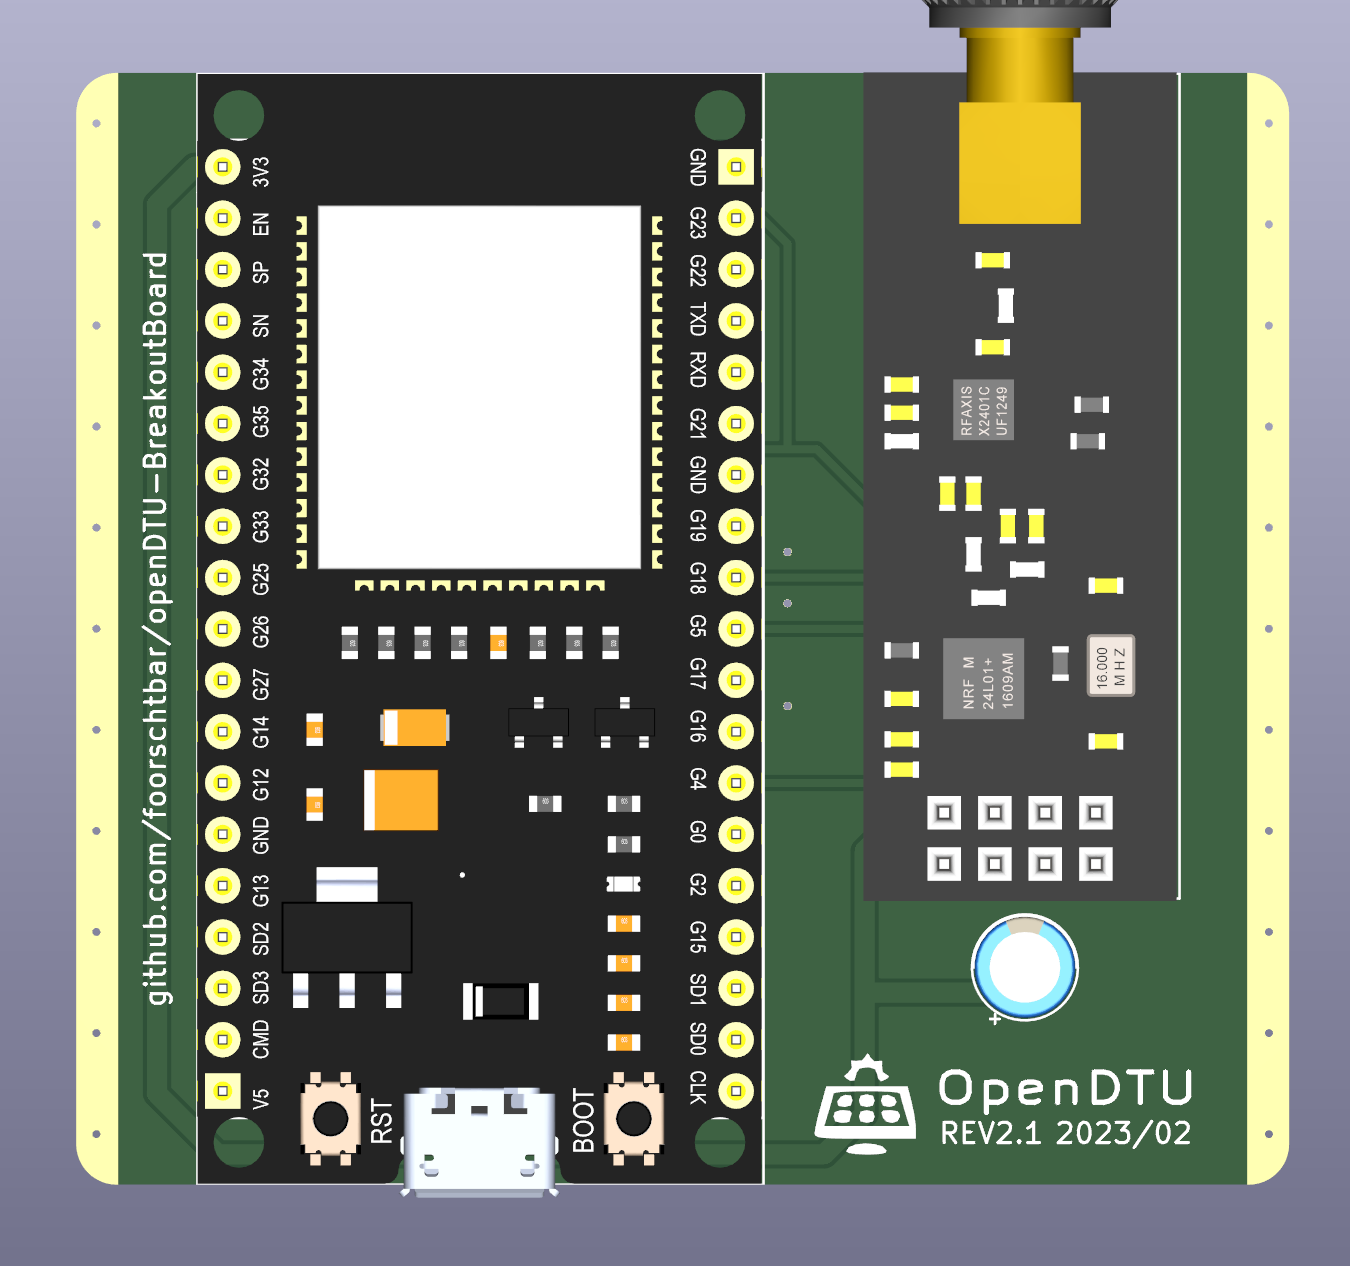 github.com/foorschtbar/openDTU-BreakoutBoard
3V3
EN
SP
SN
G34
G35
G32
G33
G25
G26
G27
G14
G12
GND
G13
SD2
SD3
CMD
V5
GND
G23
G22
TXD
RXD
G21
GND
G19
G18
G5
G17
G16
G4
G0
G2
G15
SD1
SD0
CLK
RST
BOOT
RFAXIS
X2401C
UF1249
NRF M
24L01+
1609AM
16.000
MHZ
+
OpenDTU
REV2.1 2023/02